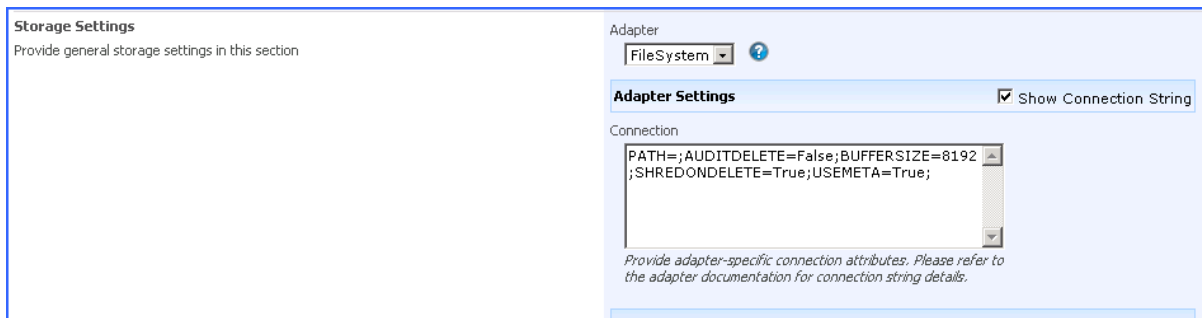 Storage Settings
Provide general storage settings in this section
Adapter
FileSystem
?
Adapter Settings
Show Connection String
Connection
PATH=;AUDITDELETE=False;BUFFERSIZE=8192
;SHREDONDELETE=True;USEMETA=True;
Provide adapter-specific connection attributes. Please refer to
the adapter documentation for connection string details.